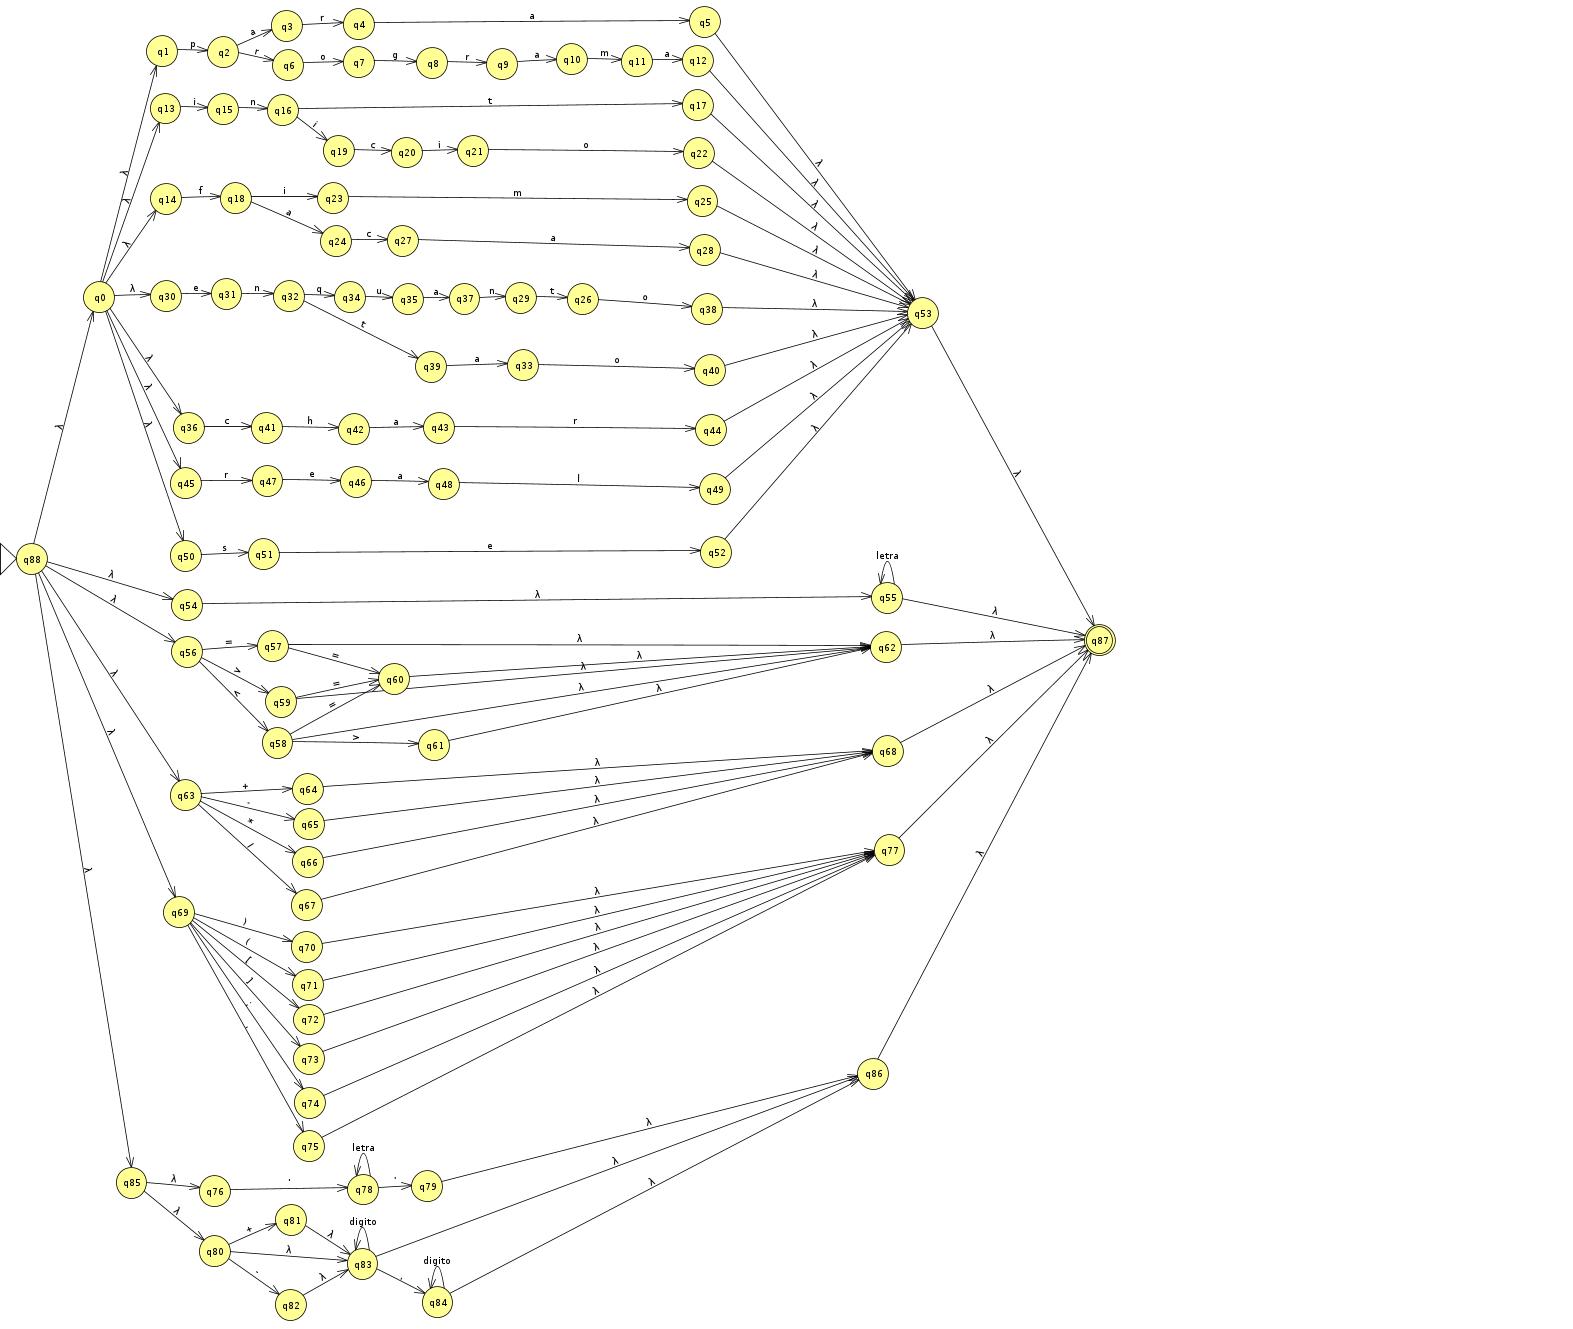 q1 p q2 a q3 r q4 a q5
r q6 o q7 g q8 r q9 a q10 m q11 a q12
q13 i q15 n q16 t q17
i q19 c q20 i q21 o q22
q14 f q18 i q23 m q25
a q24 c q27 a q28
λ λ λ λ λ λ λ λ λ
q0 λ q30 e q31 n q32 q q34 u q35 a q37 n q29 t q26 o q38 λ q53
t q39 a q33 o q40 λ
λ λ λ λ
q36 c q41 h q42 a q43 r q44 λ
q45 r q47 e q46 a q48 l q49 λ
q50 s q51 e q52 λ
λ λ
q88
letra
λ q54 λ q55 λ
λ q56 = q57 λ q62 λ q87
> = λ λ
q59 = q60
< = λ λ
q58 > q61
λ q63 + q64 λ q68 λ
- q65 λ
* q66 λ
/ q67 λ
λ q69 ) q70 λ q77 λ
( q71 λ
[ q72 λ
] q73 λ
q74 λ
q75 λ
λ q86 λ
letra
q85 λ q76 q78 q79 λ
λ q81 λ digito λ
q80 + λ q83
q82 λ digito λ
q84